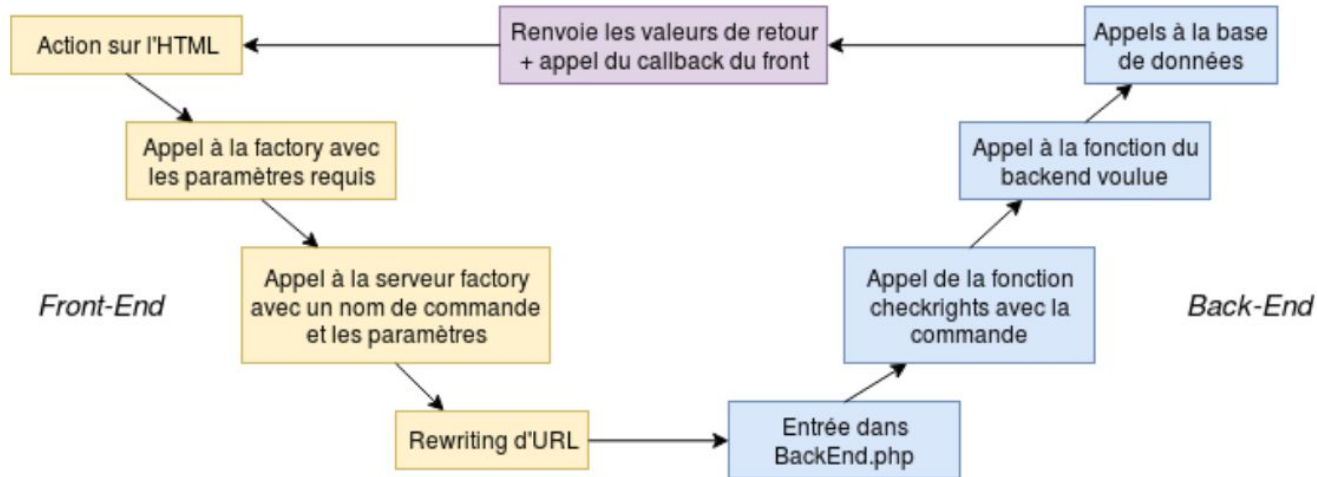 Action sur l'HTML
Renvoie les valeurs de retour
+ appel du callback du front
Appels à la base
de données
Appel à la factory avec
les paramètres requis
Appel à la fonction du
backend voulue
Front-End
Appel à la serveur factory
avec un nom de commande
et les paramètres
Appel de la fonction
checkrights avec la
commande
Back-End
Rewriting d'URL
Entrée dans
BackEnd.php